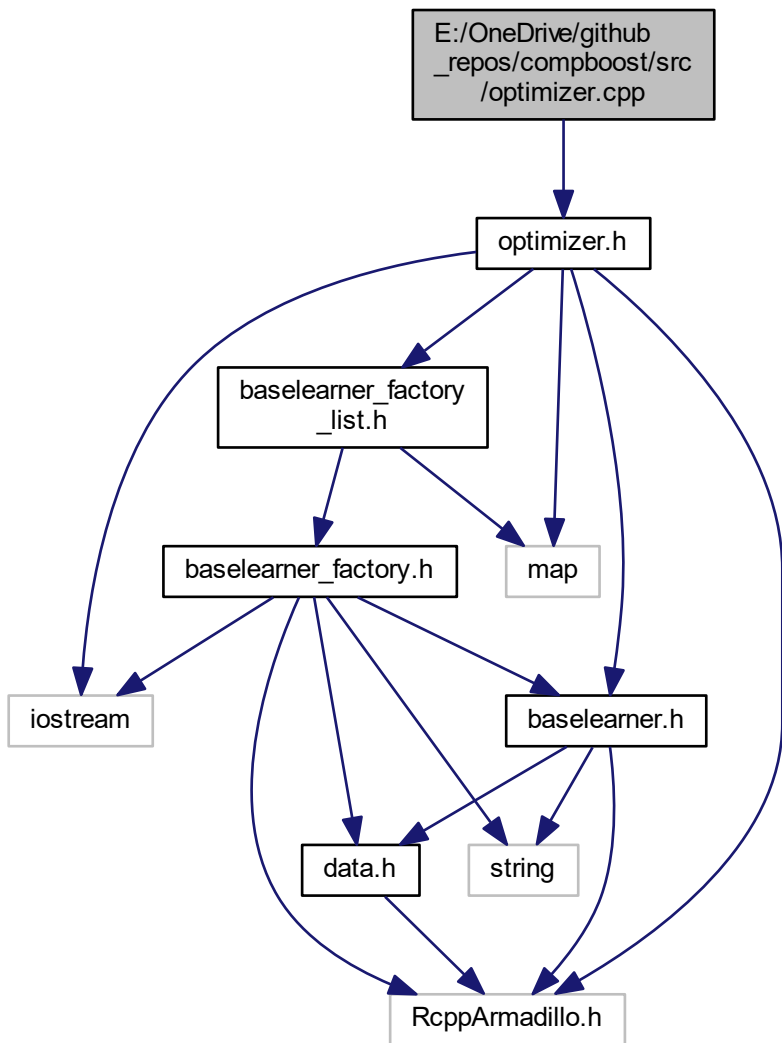 E:/OneDrive/github
_repos/compboost/src
/optimizer.cpp
optimizer.h
baselearner_factory
_list.h
baselearner_factory.h
map
iostream
baselearner.h
data.h
string
RcppArmadillo.h